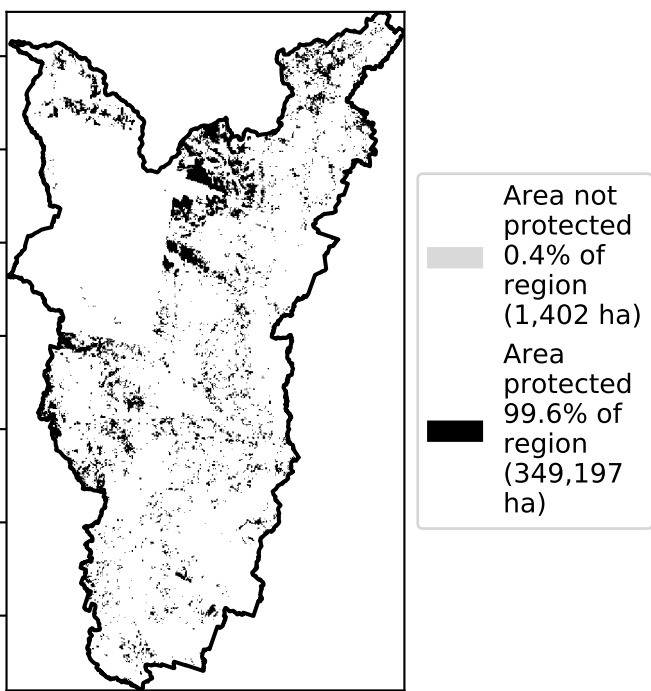 Area not
protected
0.4% of
region
(1,402 ha)
Area
protected
99.6% of
region
(349,197
ha)